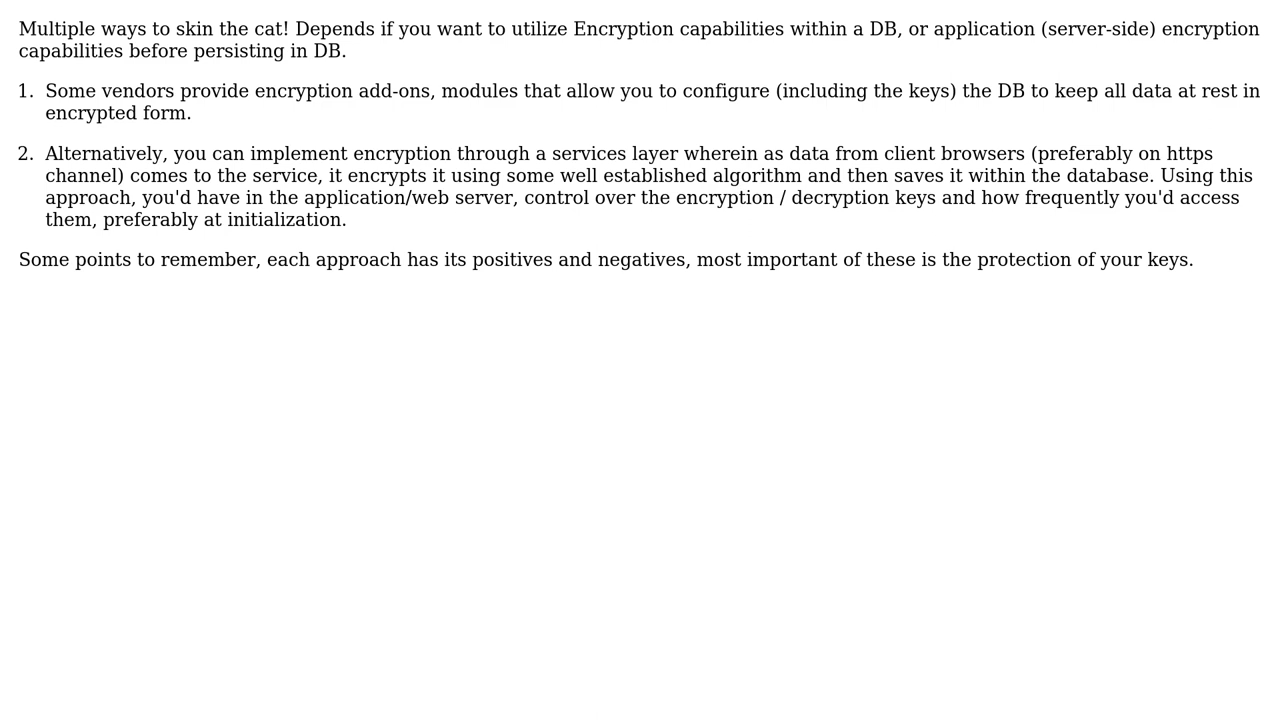 Multiple ways to skin the cat! Depends if you want to utilize Encryption capabilities within a DB, or application (server-side) encryption
capabilities before persisting in DB.
1. Some vendors provide encryption add-ons, modules that allow you to configure (including the keys) the DB to keep all data at rest in
encrypted form.
2. Alternatively, you can implement encryption through a services layer wherein as data from client browsers (preferably on https
channel) comes to the service, it encrypts it using some well established algorithm and then saves it within the database. Using this
approach, you'd have in the application/web server, control over the encryption / decryption keys and how frequently you'd access
them, preferably at initialization.
Some points to remember, each approach has its positives and negatives, most important of these is the protection of your keys.